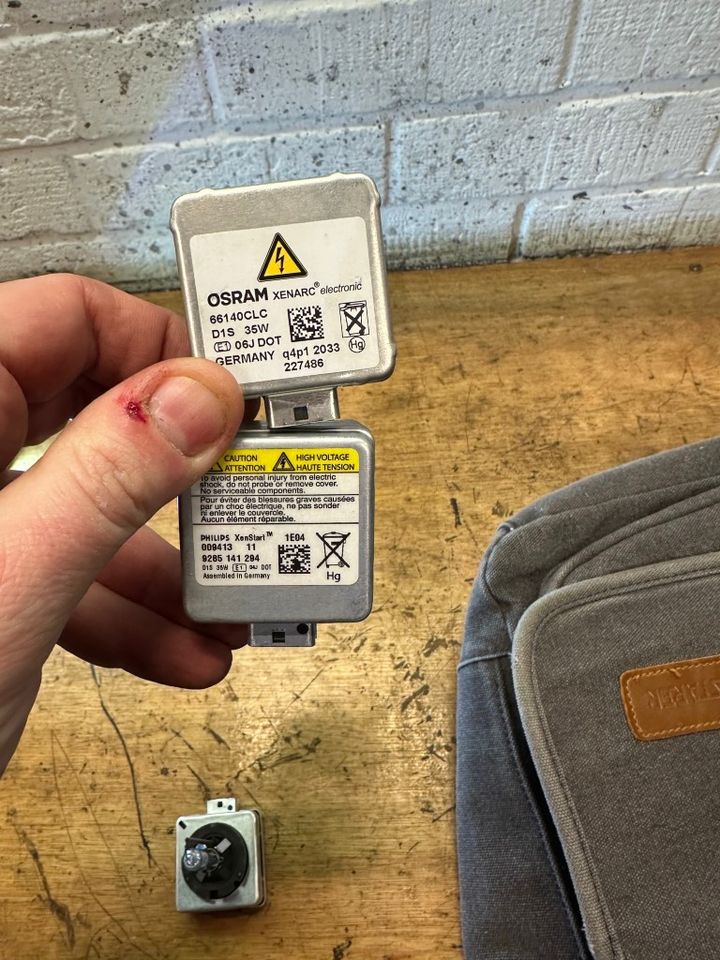 OSRAM XENARC® electronic
66140CLC
D1S 35W
E1 06J DOT
GERMANY q4p1 2033
227486
Hg
CAUTION HIGH VOLTAGE
ATTENTION HAUTE TENSION
To avoid personal injury from electric
shock, do not probe or remove cover.
No serviceable components.
Pour éviter des blessures graves causées
par un choc électrique, ne pas sonder
ni enlever le couvercle.
Aucun élément réparable.
PHILIPS XenStart™ 1E04
009413 11
9285 141 294
D1S 35W E1 04J DOT
Assembled in Germany
Hg